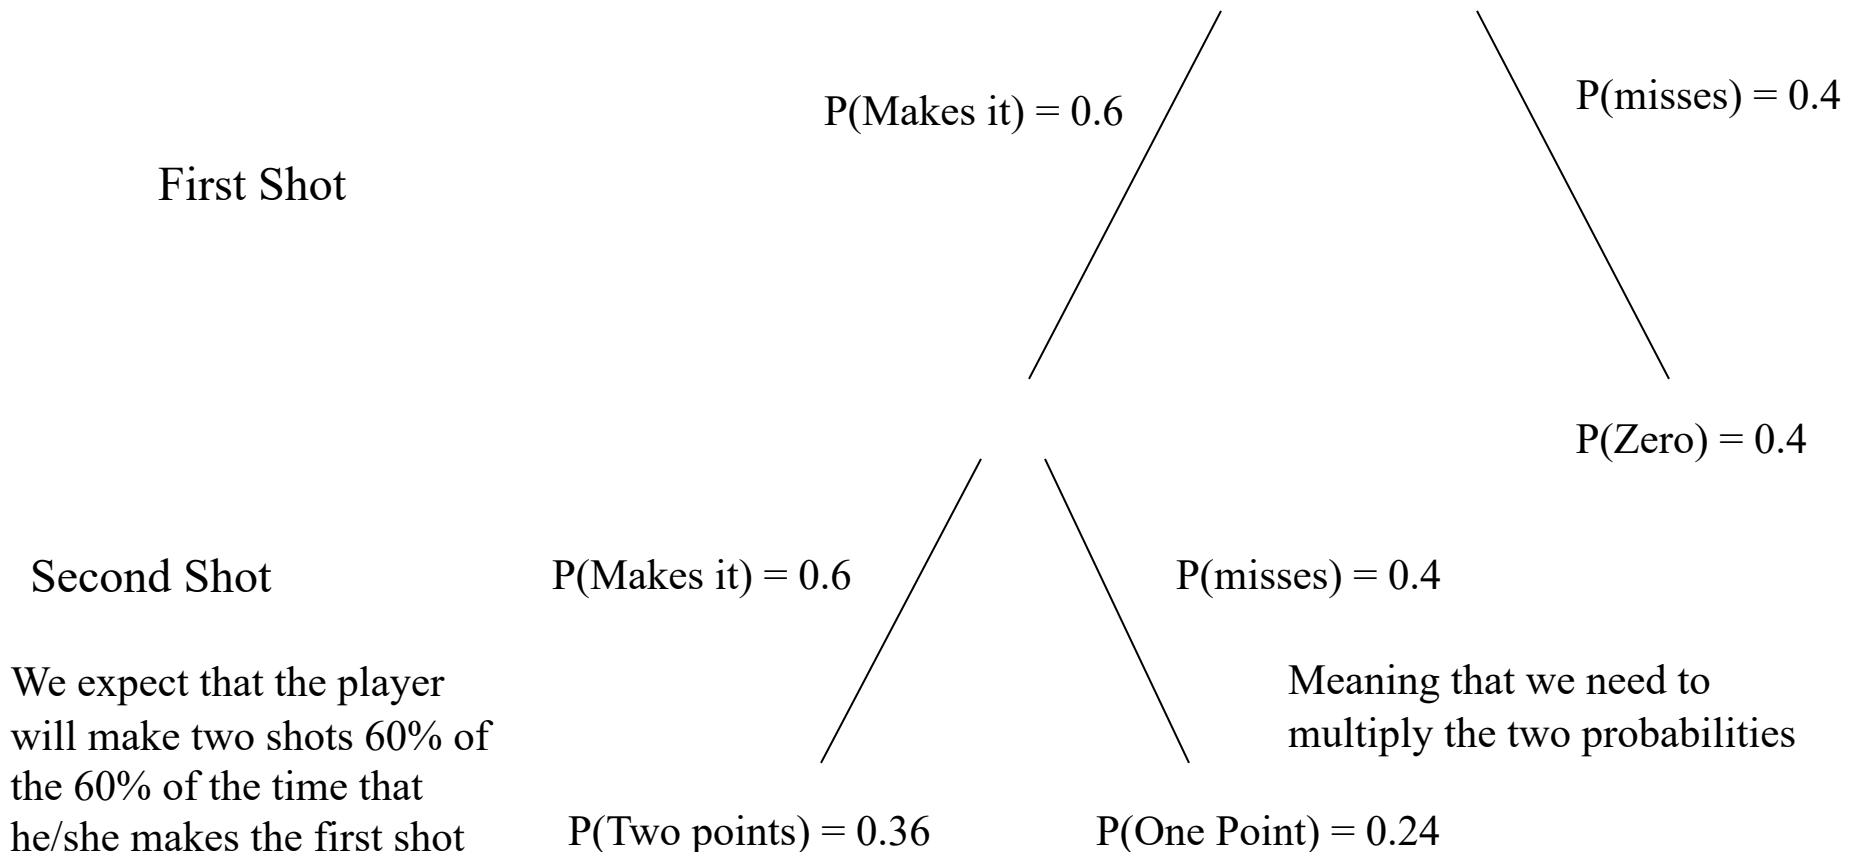 P(Makes it) = 0.6
P(misses) = 0.4
First Shot
P(Zero) = 0.4
Second Shot
P(Makes it) = 0.6
P(misses) = 0.4
We expect that the player
will make two shots 60% of
the 60% of the time that
he/she makes the first shot
Meaning that we need to
multiply the two probabilities
P(Two points) = 0.36
P(One Point) = 0.24